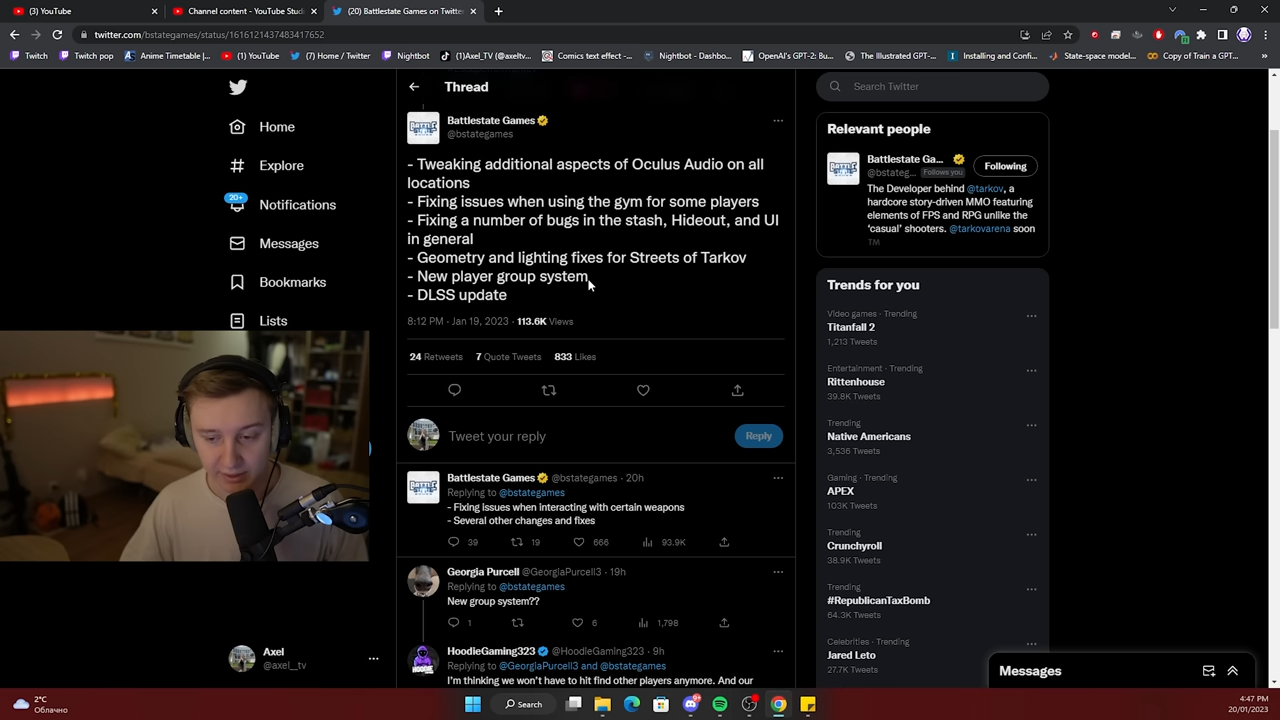 (3) YouTube
Channel content - YouTube Studi
(20) Battlestate Games on Twitter
twitter.com/bstategames/status/1616121437483417652
Twitch
Twitch pop
Anime Timetable |...
(1) YouTube
(7) Home / Twitter
Nightbot
(1)Axel_TV (@axeltv...
Comics text effect -...
Nightbot - Dashbo...
OpenAI's GPT-2: Bu...
The Illustrated GPT-...
Installing and Confi...
State-space model...
Copy of Train a GPT...
Home
Explore
20+
Notifications
Messages
Bookmarks
Lists
Axel
@axel__tv
Thread
Battlestate Games
@bstategames
- Tweaking additional aspects of Oculus Audio on all
locations
- Fixing issues when using the gym for some players
- Fixing a number of bugs in the stash, Hideout, and UI
in general
- Geometry and lighting fixes for Streets of Tarkov
- New player group system
- DLSS update
8:12 PM · Jan 19, 2023 · 113.6K Views
24 Retweets 7 Quote Tweets 833 Likes
Tweet your reply
Reply
Battlestate Games @bstategames · 20h
Replying to @bstategames
- Fixing issues when interacting with certain weapons
- Several other changes and fixes
39 19 666 93.9K
Georgia Purcell @GeorgiaPurcell3 · 19h
Replying to @bstategames
New group system??
1 6 1,798
HoodieGaming323 @HoodieGaming323 · 9h
Replying to @GeorgiaPurcell3 and @bstategames
I'm thinking we won't have to hit find other players anymore. And our
Search Twitter
Relevant people
Battlestate Ga...
@bstateg... Follows you
Following
The Developer behind @tarkov, a
hardcore story-driven MMO featuring
elements of FPS and RPG unlike the
'casual' shooters. @tarkovarena soon
TM
Trends for you
Video games · Trending
Titanfall 2
1,213 Tweets
Entertainment · Trending
Rittenhouse
39.8K Tweets
Trending
Native Americans
3,536 Tweets
Gaming · Trending
APEX
103K Tweets
Trending
Crunchyroll
38.9K Tweets
Trending
#RepublicanTaxBomb
64.3K Tweets
Celebrities · Trending
Jared Leto
27.7K Tweets
Messages
2°C
Облачно
Search
4:47 PM
20/01/2023